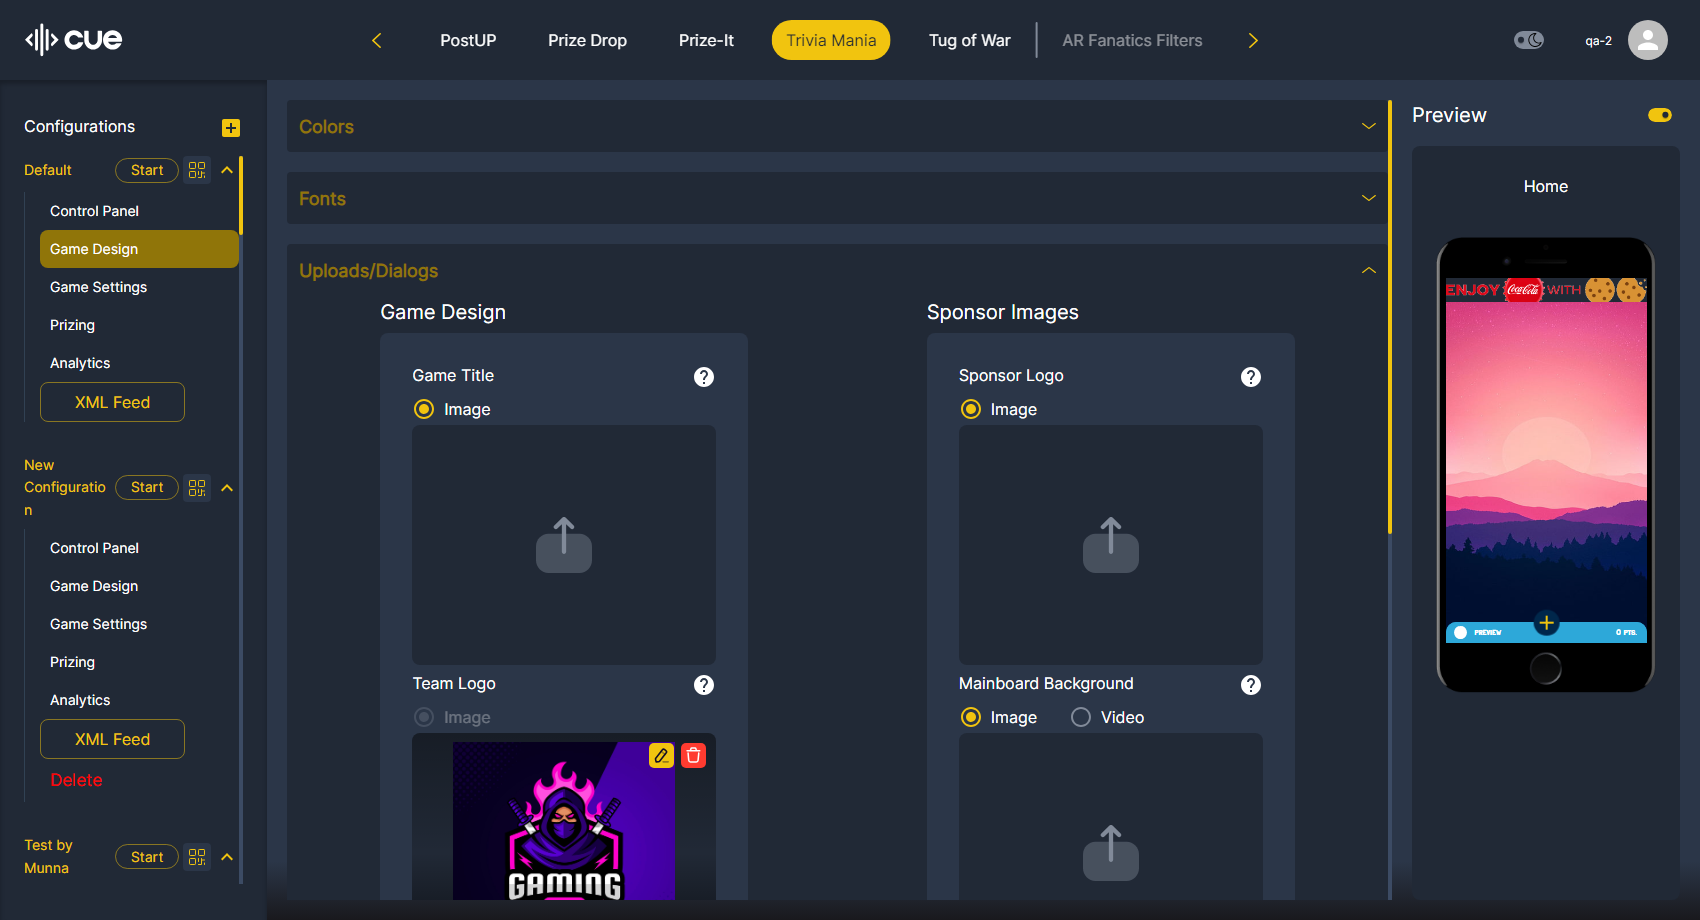 cue
PostUP
Prize Drop
Prize-It
Trivia Mania
Tug of War
AR Fanatics Filters
qa-2
Configurations
Default
Start
Control Panel
Game Design
Game Settings
Prizing
Analytics
XML Feed
New
Configuratio
n
Start
Control Panel
Game Design
Game Settings
Prizing
Analytics
XML Feed
Delete
Test by
Munna
Start
Colors
Fonts
Uploads/Dialogs
Game Design
Game Title
?
Image
Team Logo
?
Image
GAMING
Sponsor Images
Sponsor Logo
?
Image
Mainboard Background
?
Image
Video
Preview
Home
ENJOY Coca-Cola WITH
PREVIEW
0 PTS.